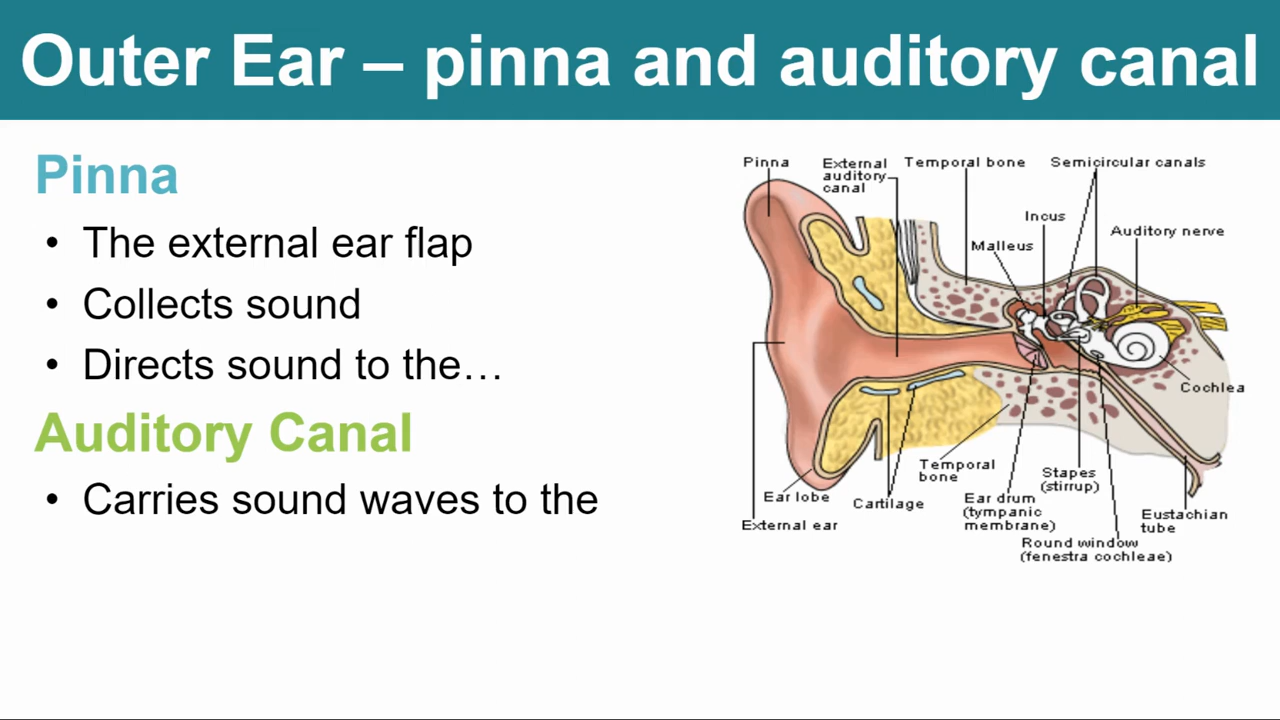 Outer Ear – pinna and auditory canal
Pinna
• The external ear flap
• Collects sound
• Directs sound to the…
Auditory Canal
• Carries sound waves to the
Pinna
External
auditory
canal
Temporal bone
Semicircular canals
Incus
Malleus
Auditory nerve
Cochlea
Temporal
bone
Stapes
(stirrup)
Ear lobe
Cartilage
Ear drum
(tympanic
membrane)
External ear
Eustachian
tube
Round window
(fenestra cochleae)